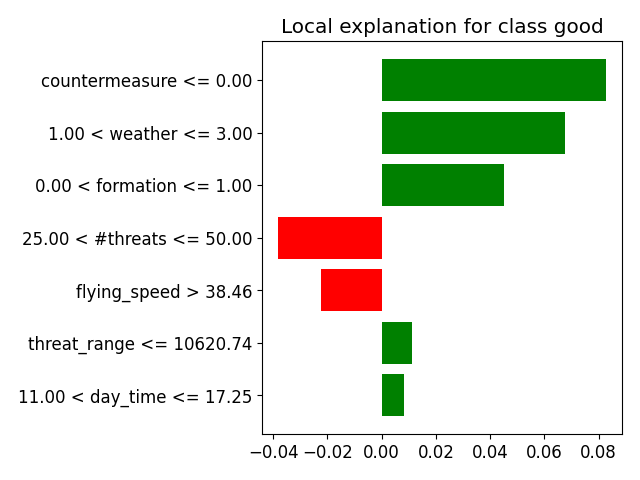 Local explanation for class good
countermeasure <= 0.00
1.00 < weather <= 3.00
0.00 < formation <= 1.00
25.00 < #threats <= 50.00
flying_speed > 38.46
threat_range <= 10620.74
11.00 < day_time <= 17.25
−0.04 −0.02 0.00 0.02 0.04 0.06 0.08